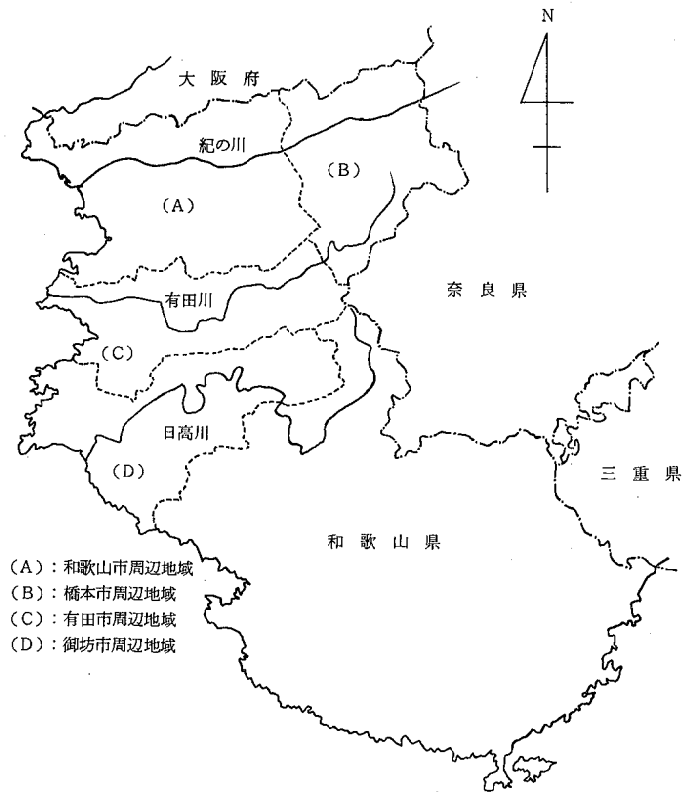 N
大阪府
紀の川
(B)
(A)
有田川
奈良県
(C)
日高川
(D)
三重県
和歌山県
(A)：和歌山市周辺地域
(B)：橋本市周辺地域
(C)：有田市周辺地域
(D)：御坊市周辺地域